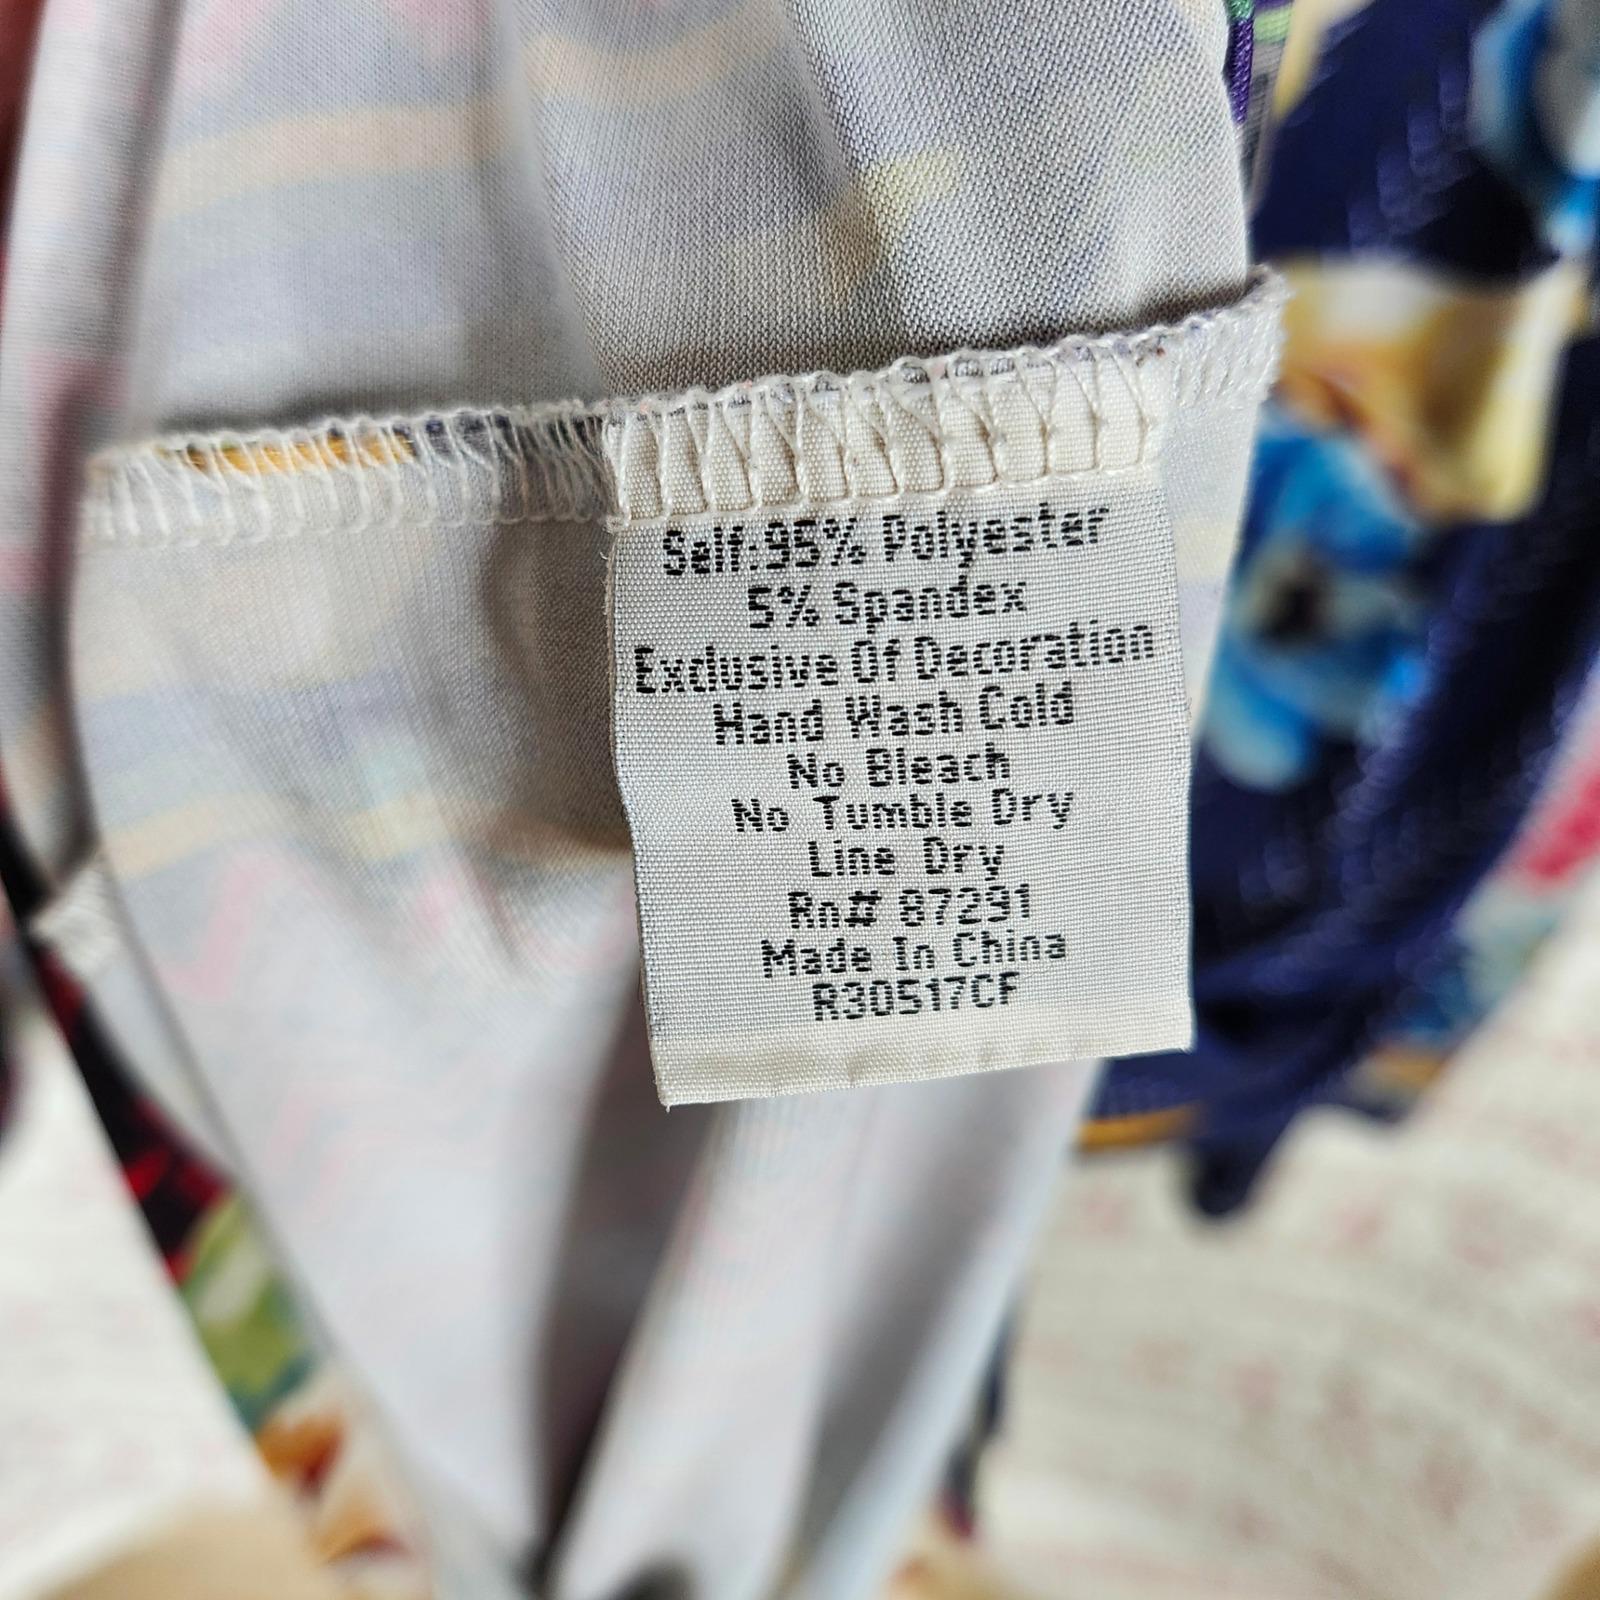 Self:95% Polyester
5% Spandex
Exclusive Of Decoration
Hand Wash Cold
No Bleach
No Tumble Dry
Line Dry
Rn# 87291
Made In China
R30517CF